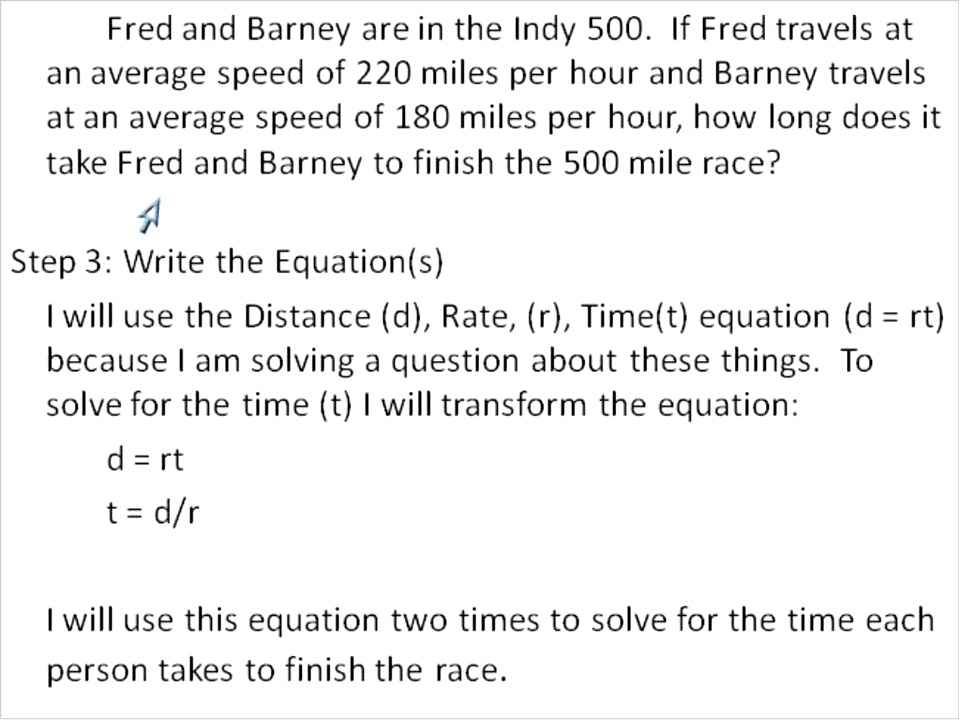 Fred and Barney are in the Indy 500.  If Fred travels at
an average speed of 220 miles per hour and Barney travels
at an average speed of 180 miles per hour, how long does it
take Fred and Barney to finish the 500 mile race?
Step 3: Write the Equation(s)
I will use the Distance (d), Rate, (r), Time(t) equation (d = rt)
because I am solving a question about these things.  To
solve for the time (t) I will transform the equation:
d = rt
t = d/r
I will use this equation two times to solve for the time each
person takes to finish the race.